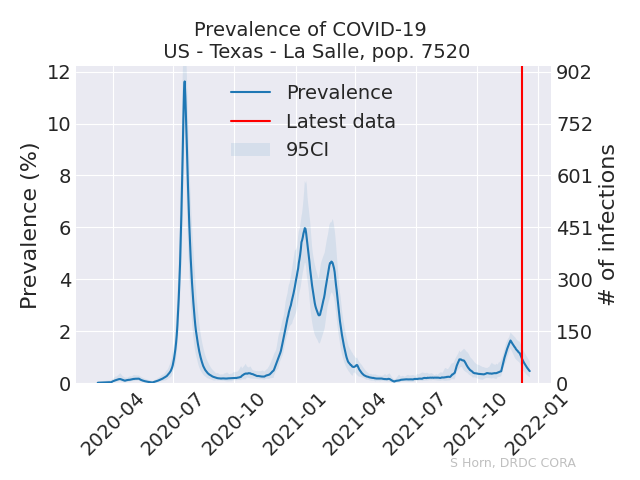 Prevalence of COVID-19
US - Texas - La Salle, pop. 7520
Prevalence (%)
12
10
8
6
4
2
0
Prevalence
Latest data
95CI
902
752
601
451
300
150
0
# of infections
2020-04
2020-07
2020-10
2021-01
2021-04
2021-07
2021-10
2022-01
S Horn, DRDC CORA